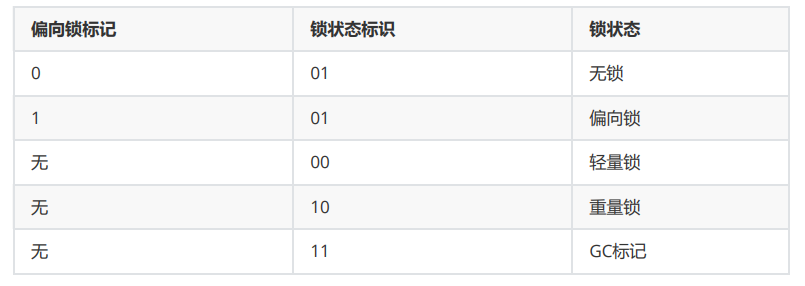 偏向锁标记 锁状态标识 锁状态
0 01 无锁
1 01 偏向锁
无 00 轻量锁
无 10 重量锁
无 11 GC标记